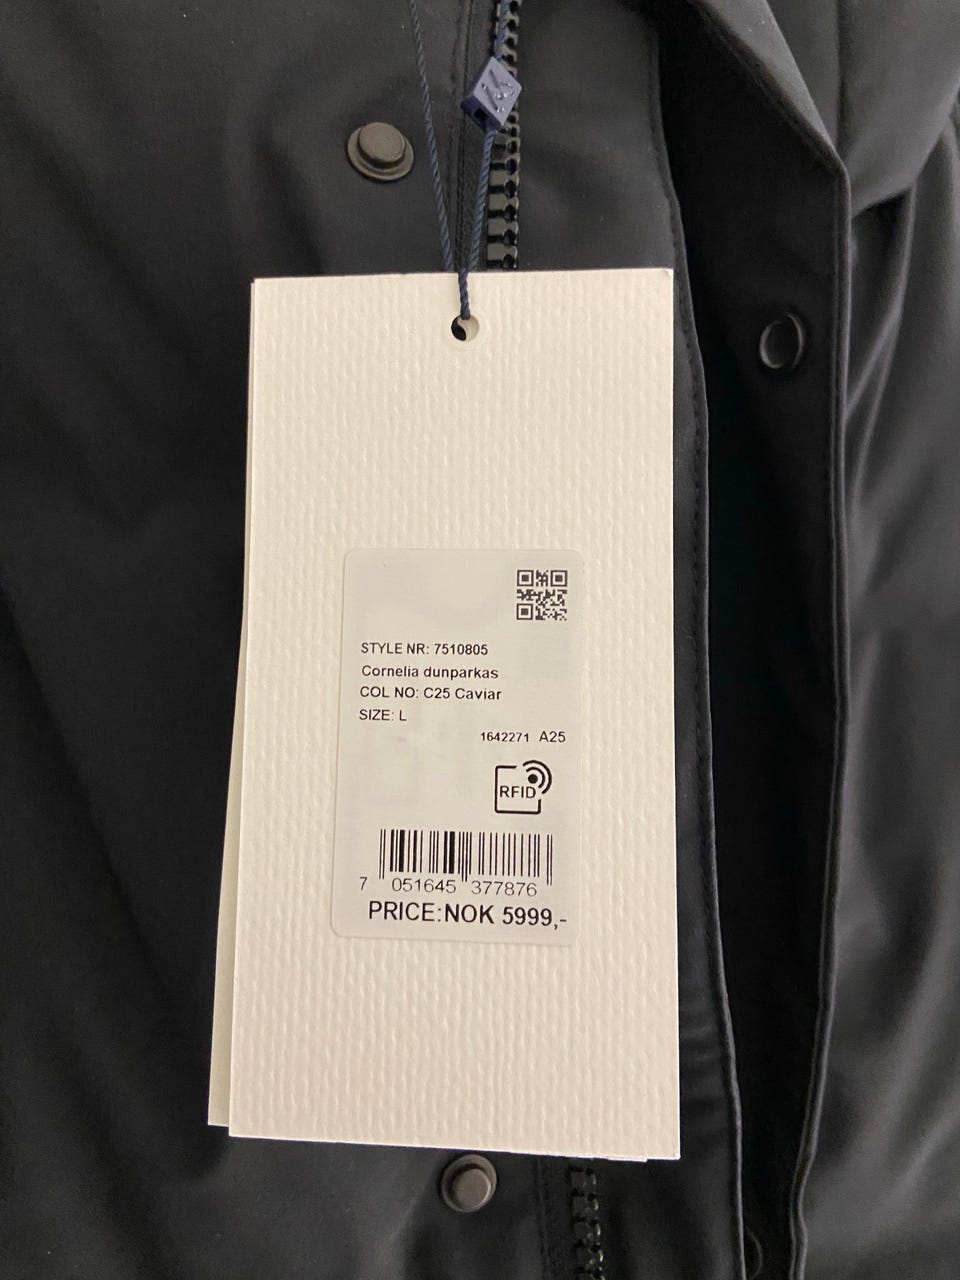 STYLE NR: 7510805
Cornelia dunparkas
COL NO: C25 Caviar
SIZE: L
1642271 A25
RFID
7 051645 377876
PRICE:NOK 5999,-